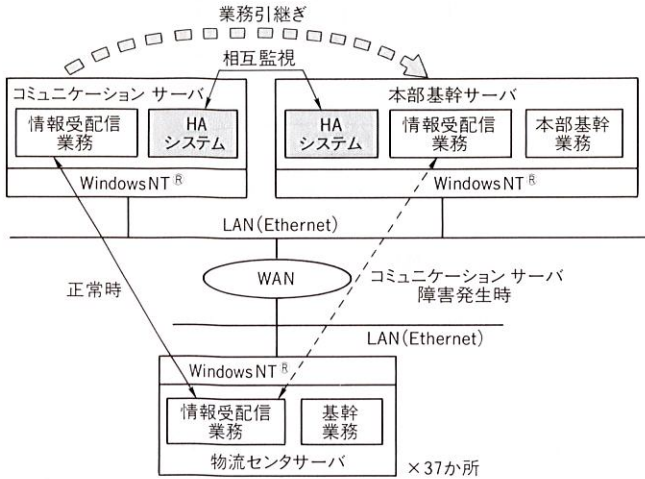 業務引継ぎ
相互監視
コミュニケーション サーバ
情報受配信
業務
HA
システム
WindowsNT®
本部基幹サーバ
HA
システム
情報受配信
業務
本部基幹
業務
WindowsNT®
LAN(Ethernet)
WAN
正常時
コミュニケーション サーバ
障害発生時
LAN(Ethernet)
WindowsNT®
情報受配信
業務
基幹
業務
物流センタサーバ
×37か所